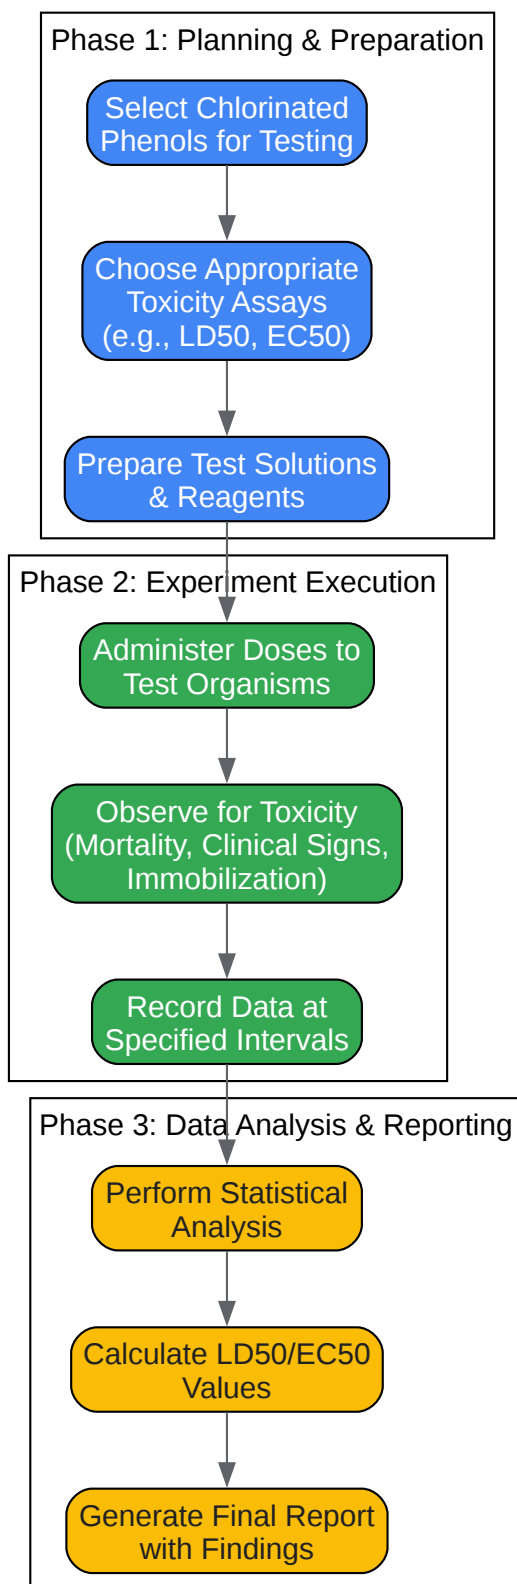 Phase 1: Planning & Preparation
Select Chlorinated
Phenols for Testing
Choose Appropriate
Toxicity Assays
(e.g., LD50, EC50)
Prepare Test Solutions
& Reagents
Phase 2: Experiment Execution
Administer Doses to
Test Organisms
Observe for Toxicity
(Mortality, Clinical Signs,
Immobilization)
Record Data at
Specified Intervals
Phase 3: Data Analysis & Reporting
Perform Statistical
Analysis
Calculate LD50/EC50
Values
Generate Final Report
with Findings